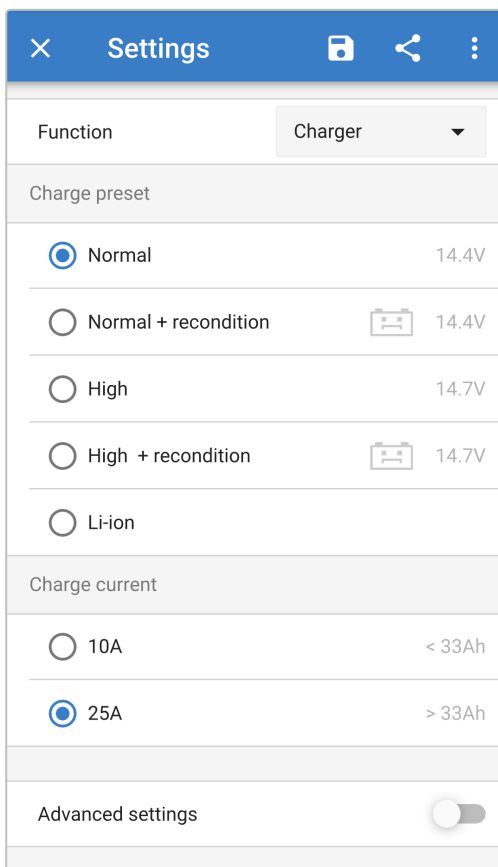 Settings
Function Charger
Charge preset
Normal 14.4V
Normal + recondition 14.4V
High 14.7V
High + recondition 14.7V
Li-ion
Charge current
10A < 33Ah
25A > 33Ah
Advanced settings